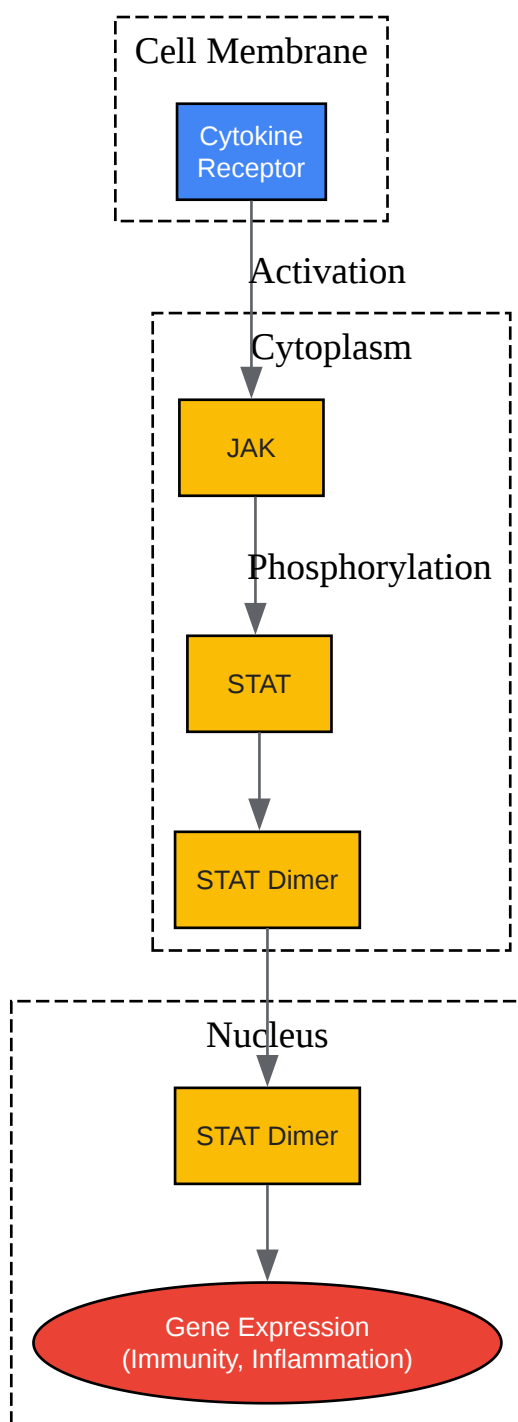 Cell Membrane
Cytokine
Receptor
Activation
Cytoplasm
JAK
Phosphorylation
STAT
STAT Dimer
Nucleus
STAT Dimer
Gene Expression
(Immunity, Inflammation)